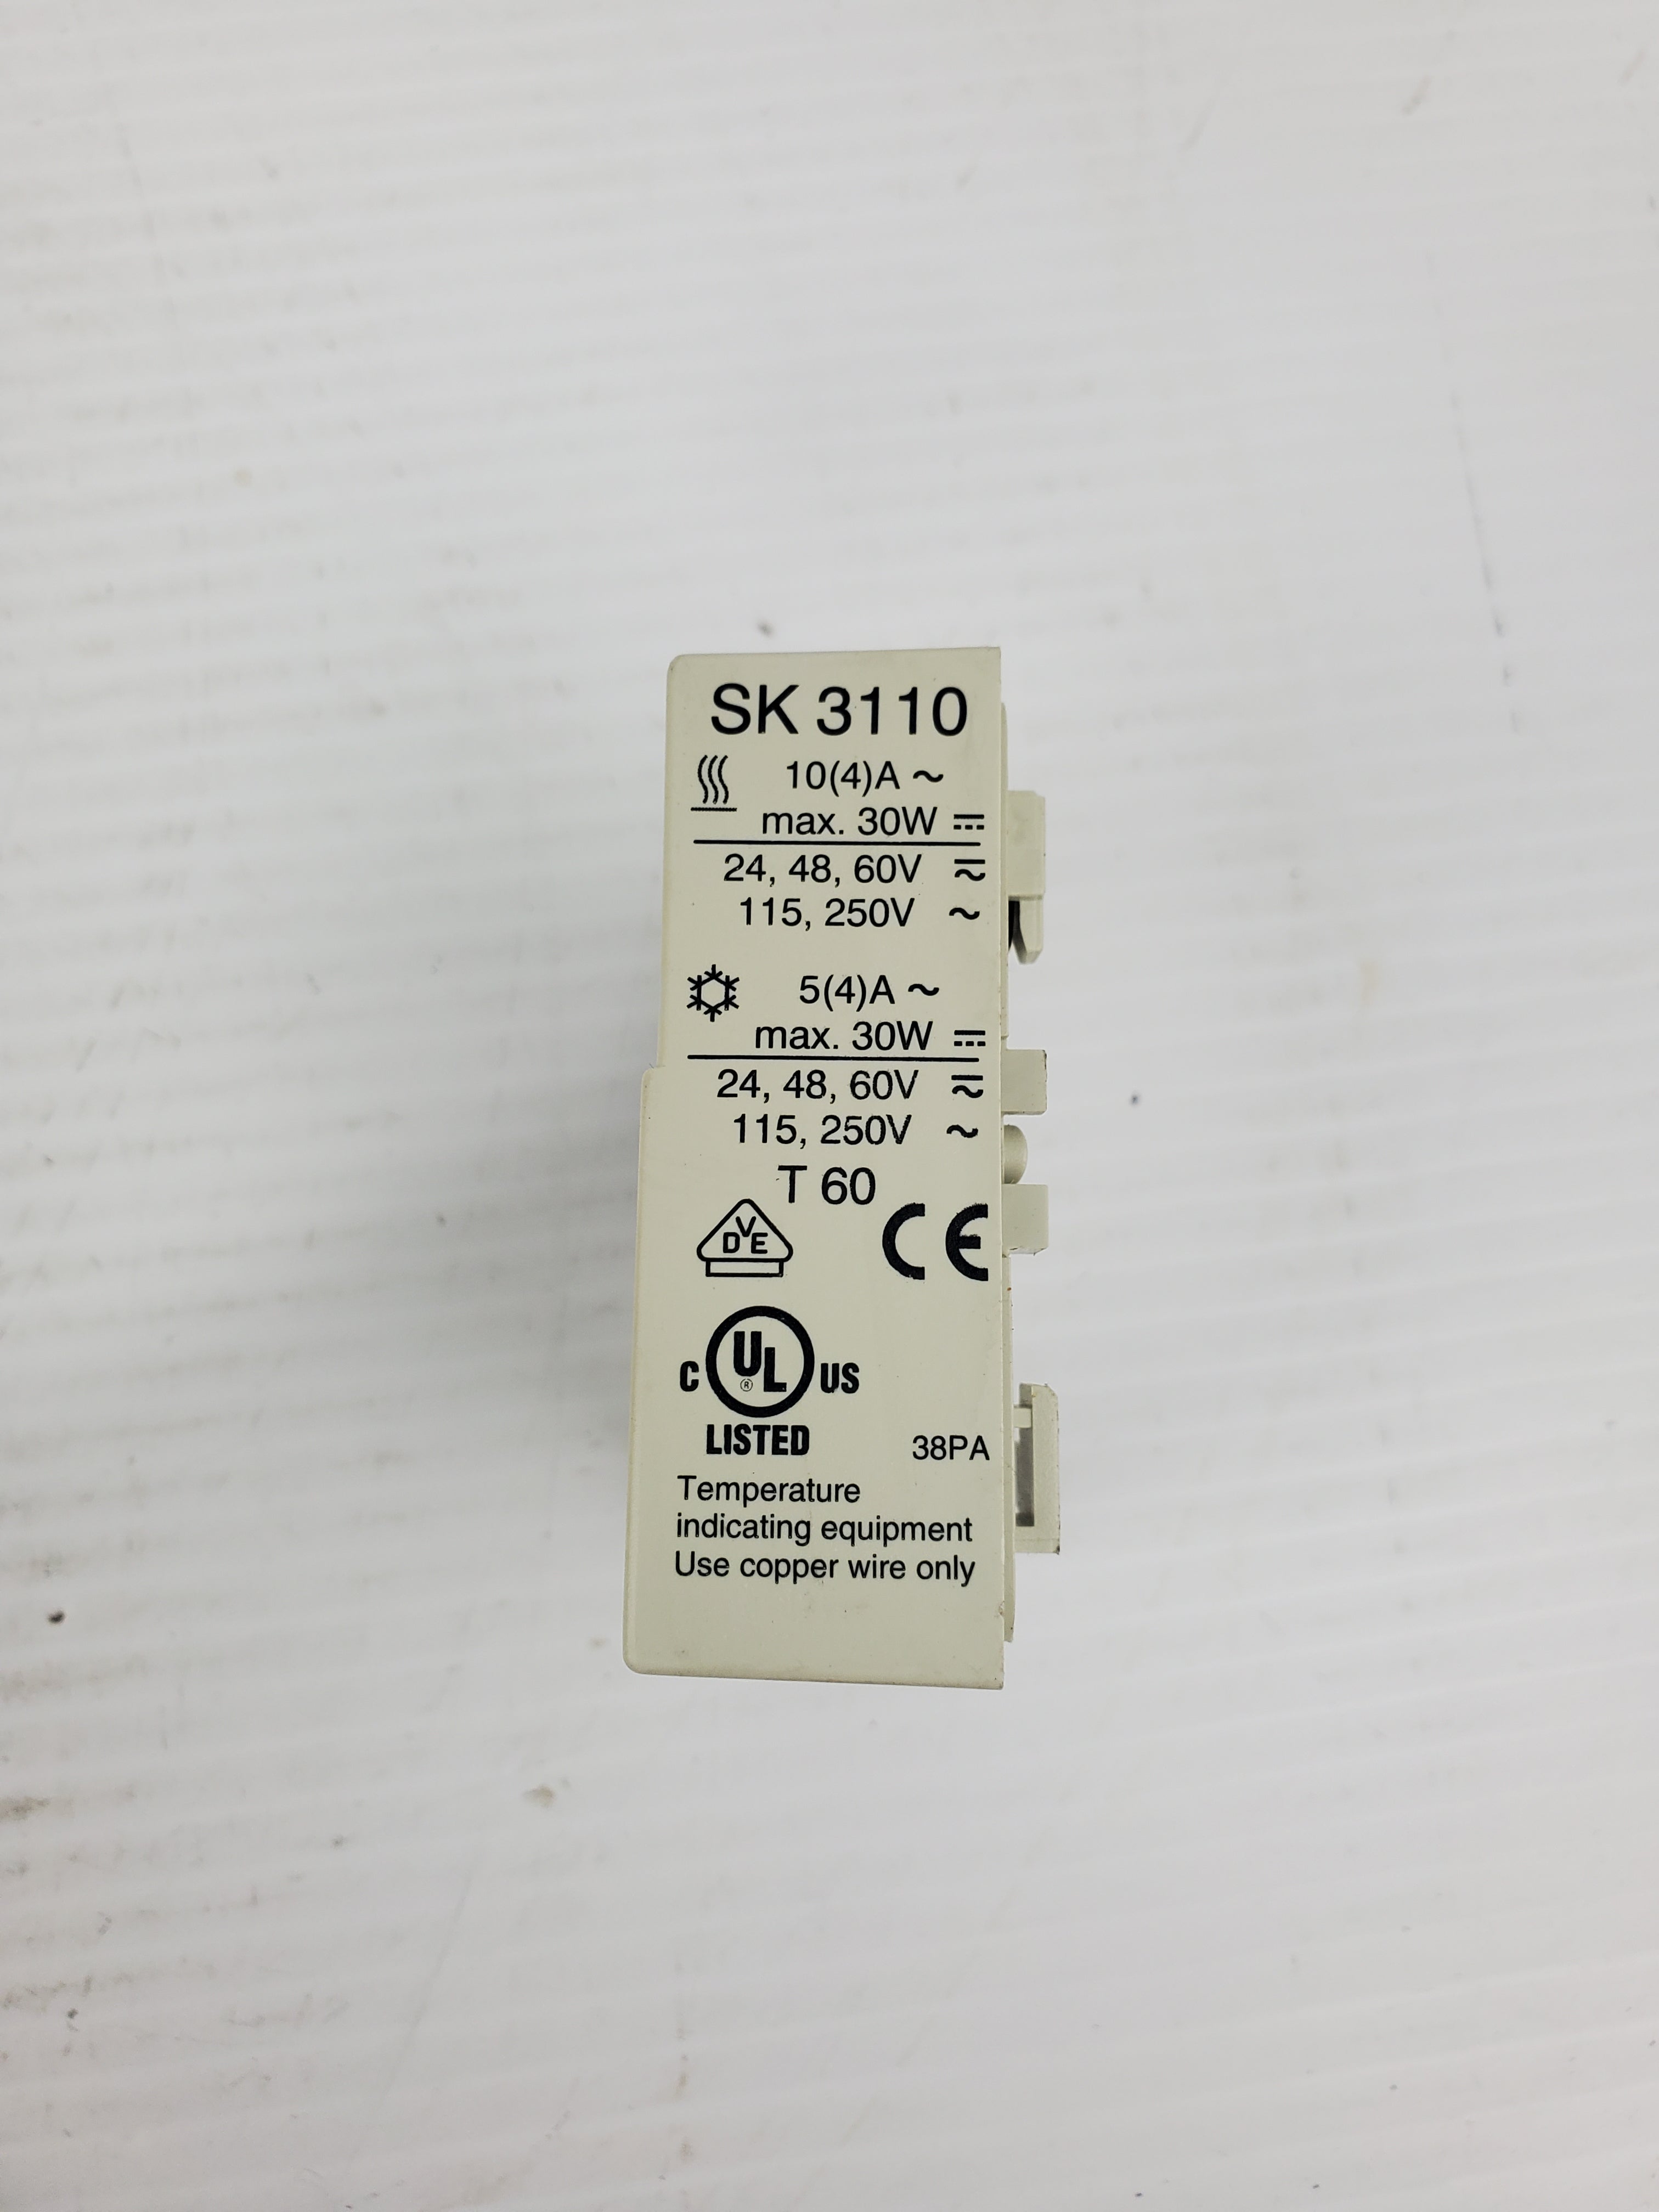 SK 3110
10(4)A ~
max. 30W ⎓
24, 48, 60V ⎓~
115, 250V ~
5(4)A ~
max. 30W ⎓
24, 48, 60V ⎓~
115, 250V ~
T 60
VDE
CE
C UL® US
LISTED 38PA
Temperature
indicating equipment
Use copper wire only